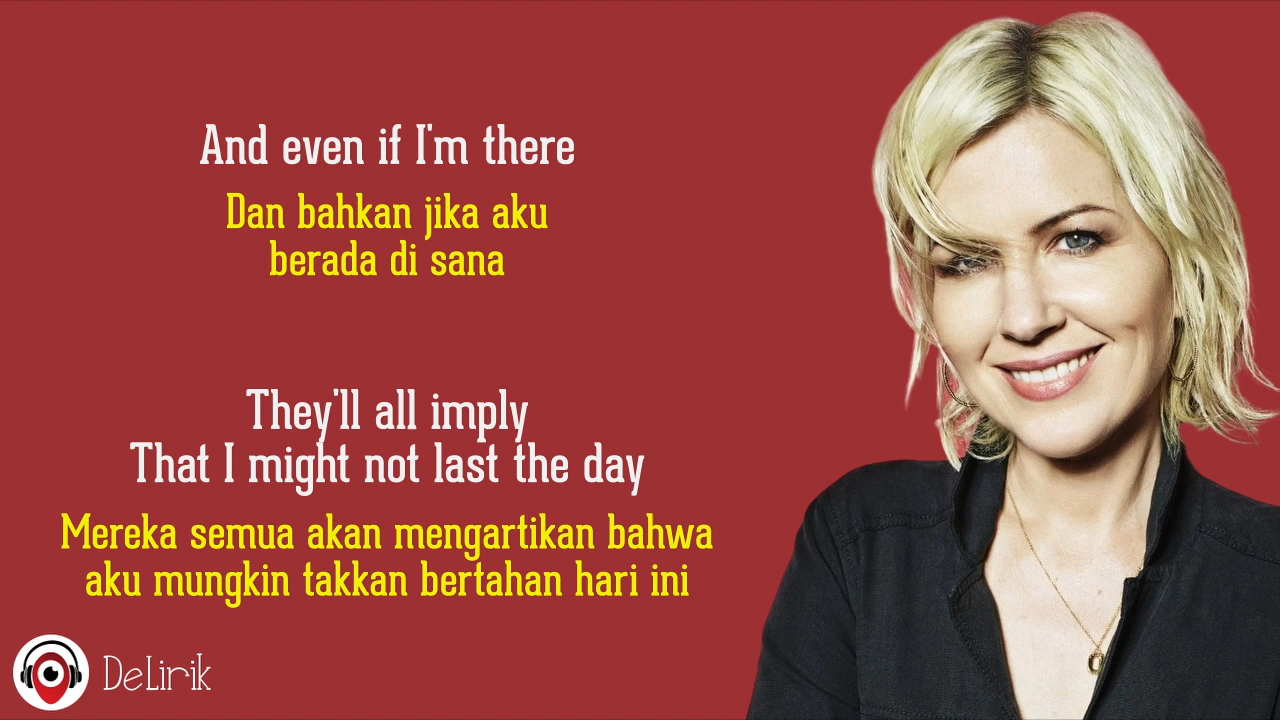 And even if I'm there
Dan bahkan jika aku
berada di sana
They'll all imply
That I might not last the day
Mereka semua akan mengartikan bahwa
aku mungkin takkan bertahan hari ini
DeLirik